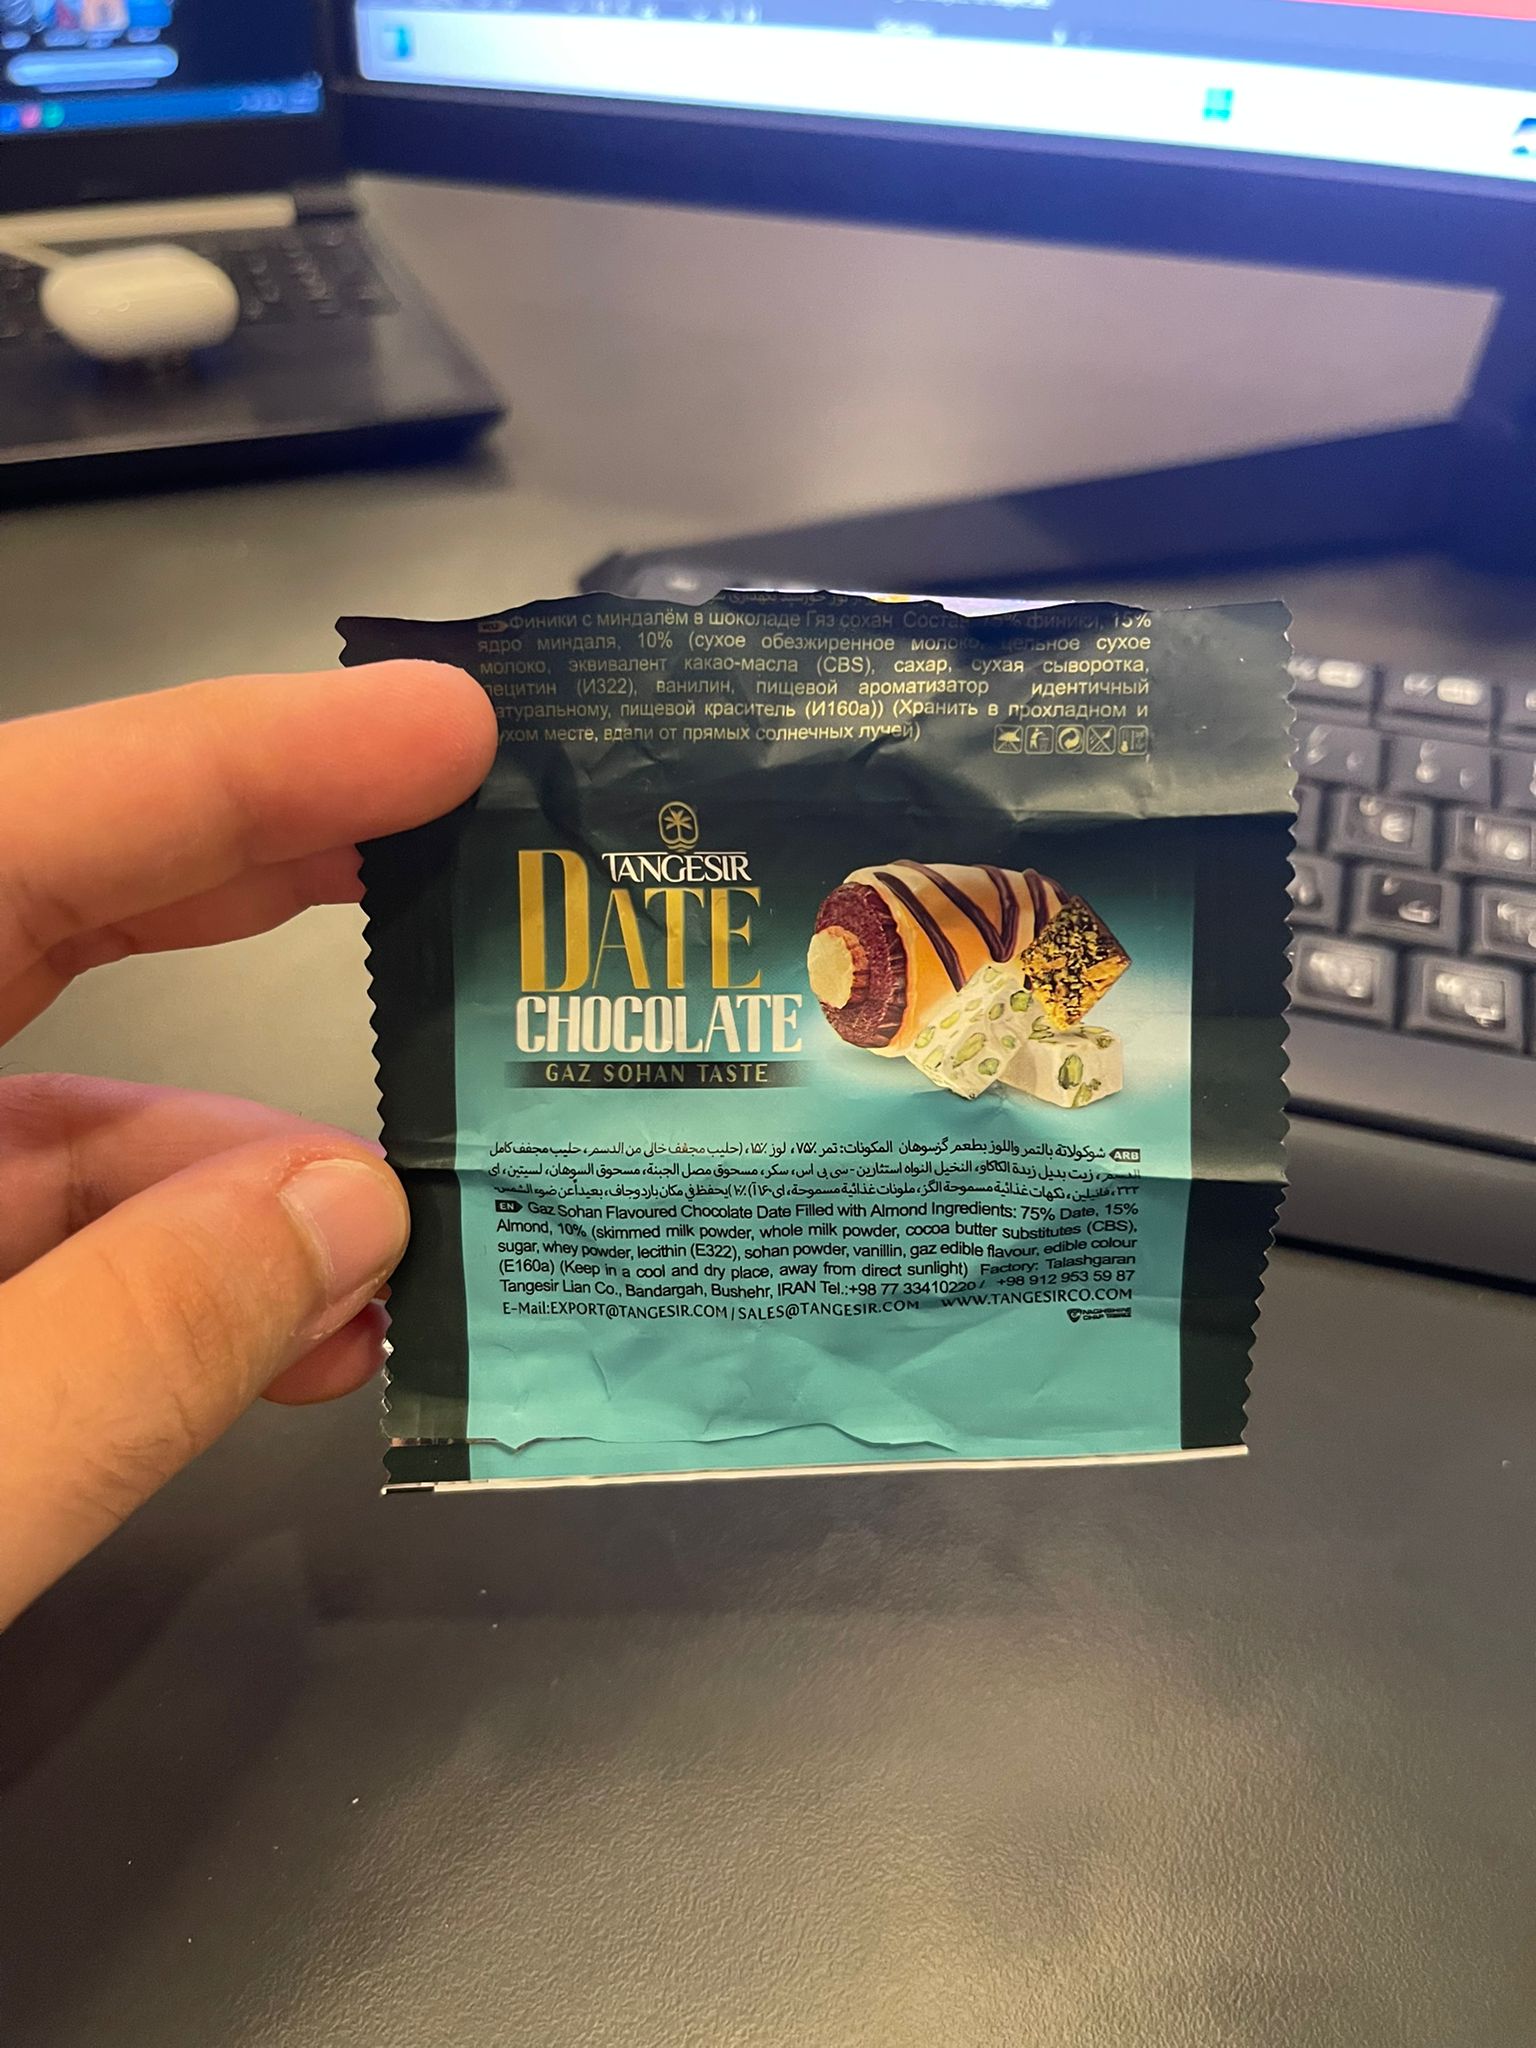 Финики с миндалём в шоколаде Гяз сохан Состав 75% финики, 15%
ядро миндаля, 10% (сухое обезжиренное молоко, цельное сухое
молоко, эквивалент какао-масла (CBS), сахар, сухая сыворотка,
лецитин (И322), ванилин, пищевой ароматизатор идентичный
натуральному, пищевой краситель (И160а)) (Хранить в прохладном и
сухом месте, вдали от прямых солнечных лучей)
TANGESIR
DATE
CHOCOLATE
GAZ SOHAN TASTE
ARB شوكولاتة بالتمر واللوز بطعم گزسوهان المكونات: تمر ٧۵٪، لوز ١۵٪، (حليب مجفف خالي من الدسم، حليب مجفف كامل
الدسم، زيت بديل زبدة الكاكاو، النخيل النواه استئارين-سي بي اس، سكر، مسحوق مصل الجبنة، مسحوق السوهان، لسيتين، اى
٣٢٢، فانيلين، نكهات غذائية مسموحة الگز، ملونات غذائية مسموحة، يحفظ في مكان بارد وجاف، بعيداً عن ضوء الشمس
EN Gaz Sohan Flavoured Chocolate Date Filled with Almond Ingredients: 75% Date, 15%
Almond, 10% (skimmed milk powder, whole milk powder, cocoa butter substitutes (CBS),
sugar, whey powder, lecithin (E322), sohan powder, vanillin, gaz edible flavour, edible colour
(E160a) (Keep in a cool and dry place, away from direct sunlight) Factory: Talashgaran
Tangesir Lian Co., Bandargah, Bushehr, IRAN Tel.:+98 77 33410220 / +98 912 953 59 87
E-Mail:EXPORT@TANGESIR.COM / SALES@TANGESIR.COM WWW.TANGESIRCO.COM